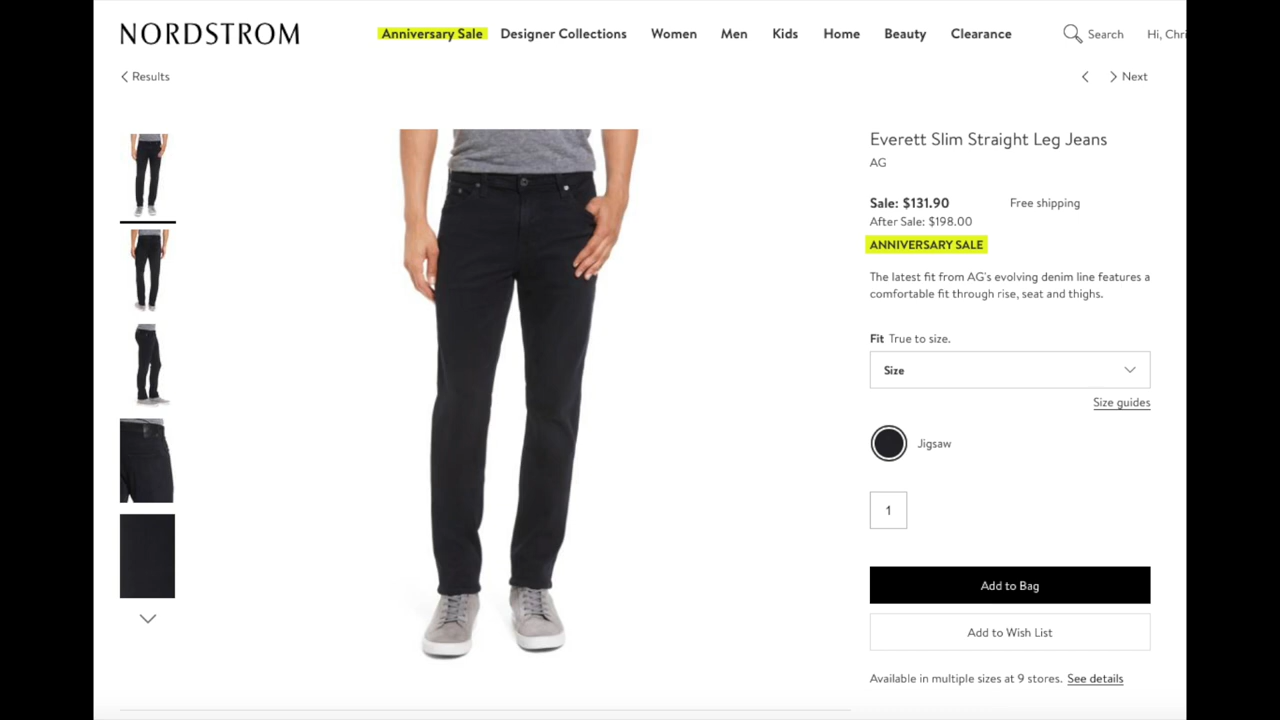 NORDSTROM
Anniversary Sale Designer Collections Women Men Kids Home Beauty Clearance Search Hi, Chri
Results
Next
Everett Slim Straight Leg Jeans
AG
Sale: $131.90 Free shipping
After Sale: $198.00
ANNIVERSARY SALE
The latest fit from AG's evolving denim line features a
comfortable fit through rise, seat and thighs.
Fit True to size.
Size
Size guides
Jigsaw
1
Add to Bag
Add to Wish List
Available in multiple sizes at 9 stores. See details